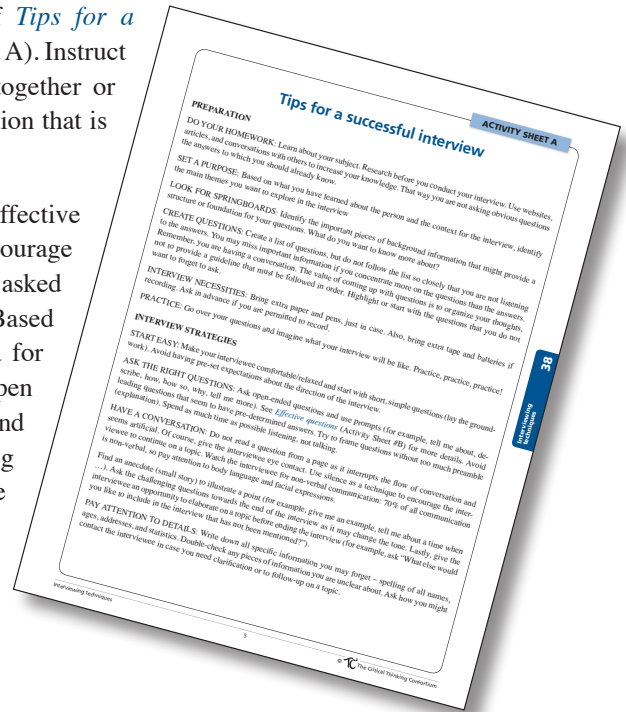 f Tips for a
A). Instruct
together or
ion that is
ffective
ourage
asked
Based
for
pen
nd
g
e
ACTIVITY SHEET A
Tips for a successful interview
PREPARATION
DO YOUR HOMEWORK: Learn about your subject. Research before you conduct your interview. Use websites,
articles, and conversations with others to increase your knowledge. That way you are not asking obvious questions
the answers to which you should already know.
SET A PURPOSE: Based on what you have learned about the person and the context for the interview, identify
the main themes you want to explore in the interview
LOOK FOR SPRINGBOARDS: Identify the important pieces of background information that might provide a
structure or foundation for your questions. What do you want to know more about?
CREATE QUESTIONS: Create a list of questions, but do not follow the list so closely that you are not listening
to the answers. You may miss important information if you concentrate more on the questions than the answers.
Remember, you are having a conversation. The value of coming up with questions is to organize your thoughts,
not to provide a guideline that must be followed in order. Highlight or start with the questions that you do not
want to forget to ask.
INTERVIEW NECESSITIES: Bring extra paper and pens, just in case. Also, bring extra tape and batteries if
recording. Ask in advance if you are permitted to record.
PRACTICE: Go over your questions and imagine what your interview will be like. Practice, practice, practice!
INTERVIEW STRATEGIES
START EASY: Make your interviewee comfortable/relaxed and start with short, simple questions (lay the ground-
work). Avoid having pre-set expectations about the direction of the interview.
ASK THE RIGHT QUESTIONS: Ask open-ended questions and use prompts (for example, tell me about, de-
scribe, how, how so, why, tell me more). See Effective questions (Activity Sheet #B) for more details. Avoid
leading questions that seem to have pre-determined answers. Try to frame questions without too much preamble
(explanation). Spend as much time as possible listening, not talking.
HAVE A CONVERSATION: Do not read a question from a page as it interrupts the flow of conversation and
seems artificial. Of course, give the interviewee eye contact. Use silence as a technique to encourage the inter-
viewee to continue on a topic. Watch the interviewee for non-verbal communication: 70% of all communication
is non-verbal, so pay attention to body language and facial expressions.
Find an anecdote (small story) to illustrate a point (for example, give me an example, tell me about a time when
…). Ask the challenging questions towards the end of the interview as it may change the tone. Lastly, give the
interviewee an opportunity to elaborate on a topic before ending the interview (for example, ask “What else would
you like to include in the interview that has not been mentioned?”).
PAY ATTENTION TO DETAILS: Write down all specific information you may forget – spelling of all names,
ages, addresses, and statistics. Double-check any pieces of information you are unclear about. Ask how you might
contact the interviewee in case you need clarification or to follow-up on a topic.
38
Interviewing
techniques
Interviewing Techniques
5
© TC² The Critical Thinking Consortium